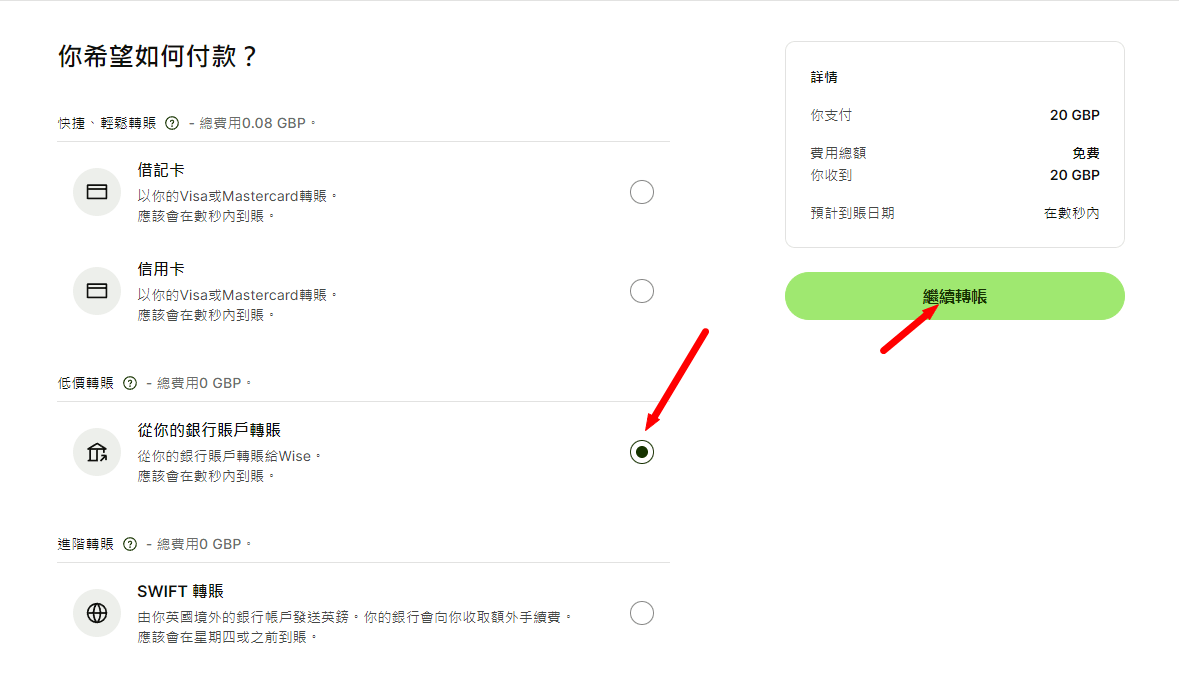 你希望如何付款？
快捷、輕鬆轉賬 ? - 總費用0.08 GBP。
借記卡
以你的Visa或Mastercard轉賬。
應該會在數秒內到賬。
信用卡
以你的Visa或Mastercard轉賬。
應該會在數秒內到賬。
低價轉賬 ? - 總費用0 GBP。
從你的銀行賬戶轉賬
從你的銀行賬戶轉賬給Wise。
應該會在數秒內到賬。
進階轉賬 ? - 總費用0 GBP。
SWIFT 轉賬
由你英國境外的銀行帳戶發送英鎊。你的銀行會向你收取額外手續費。
應該會在星期四或之前到賬。
詳情
你支付 20 GBP
費用總額 免費
你收到 20 GBP
預計到賬日期 在數秒內
繼續轉帳